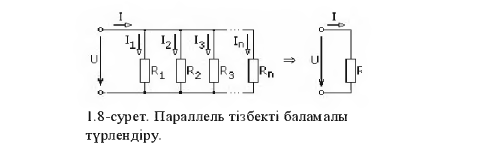 I I
I1 I2 I3 In
U R1 R2 R3 Rn ⇒ U R
1.8-сурет. Параллель тізбекті баламалы
түрлендіру.